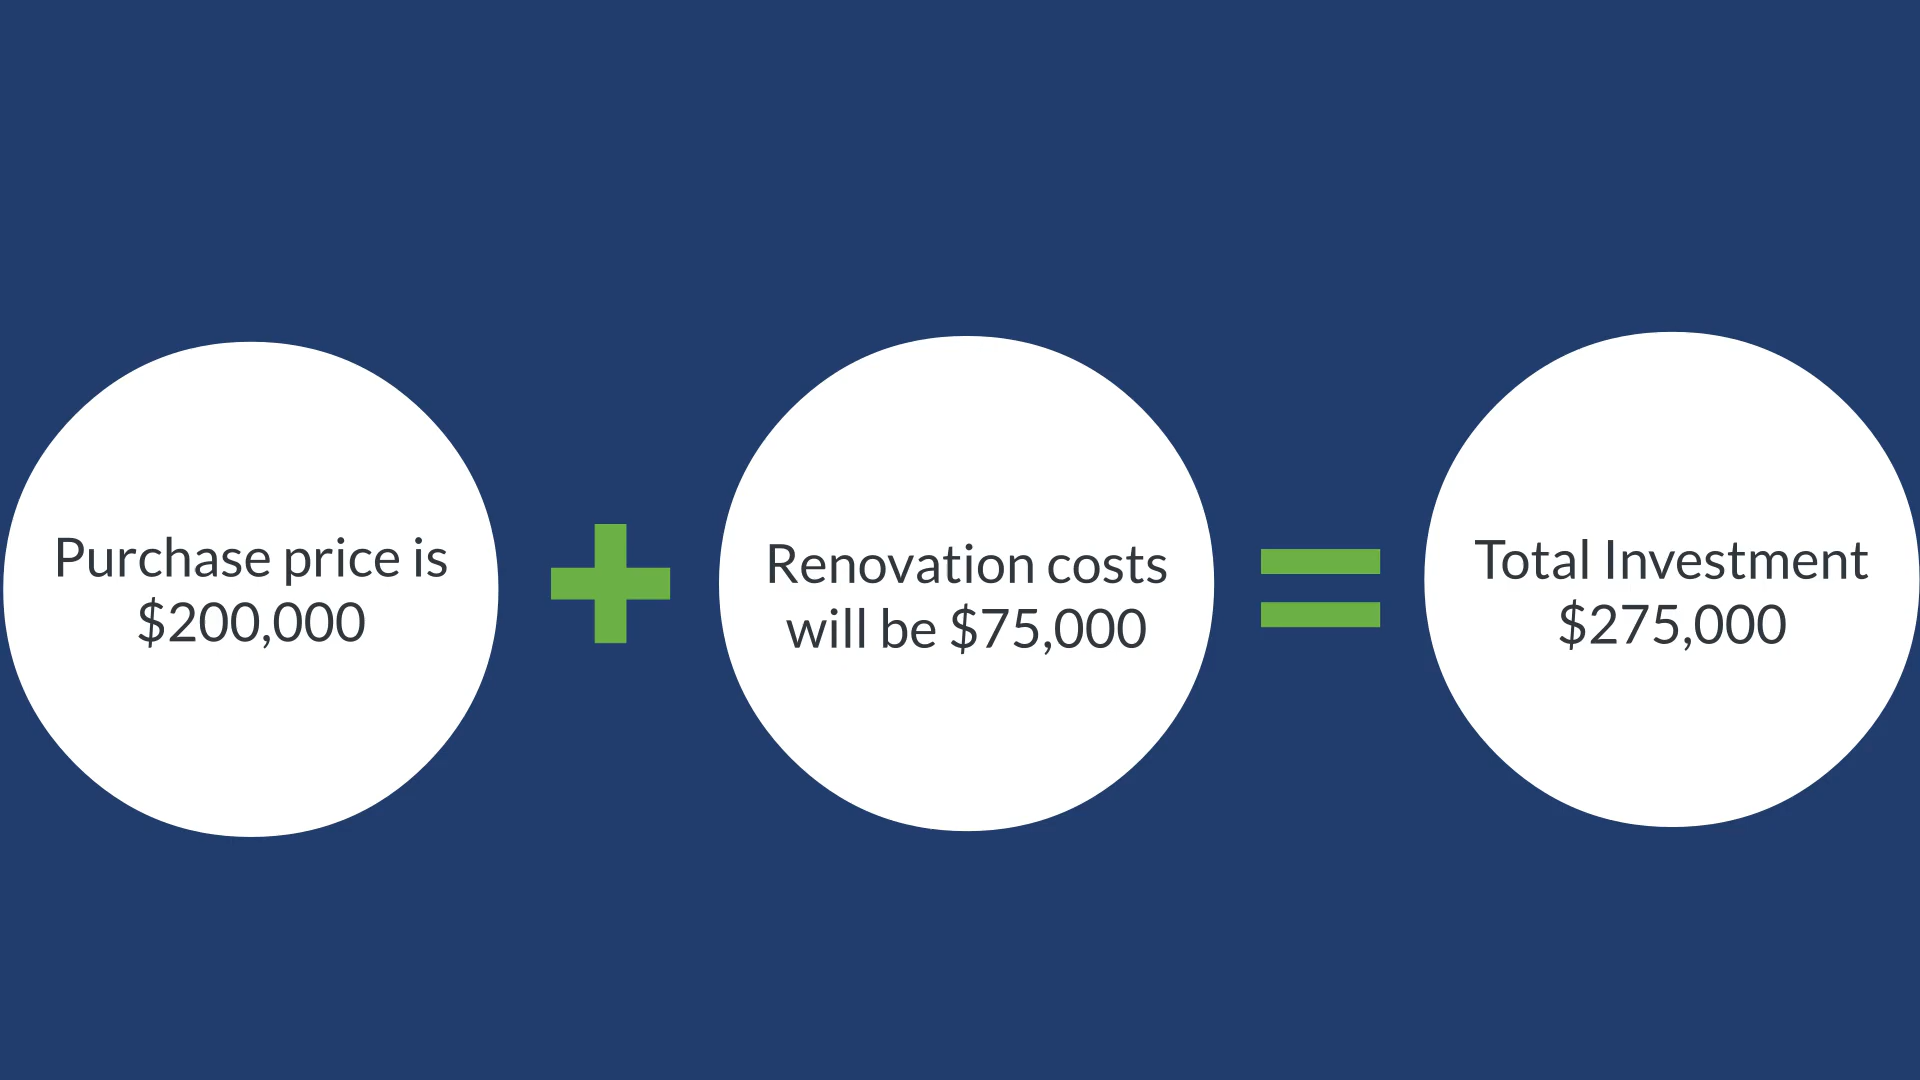 Purchase price is
$200,000
+
Renovation costs
will be $75,000
=
Total Investment
$275,000